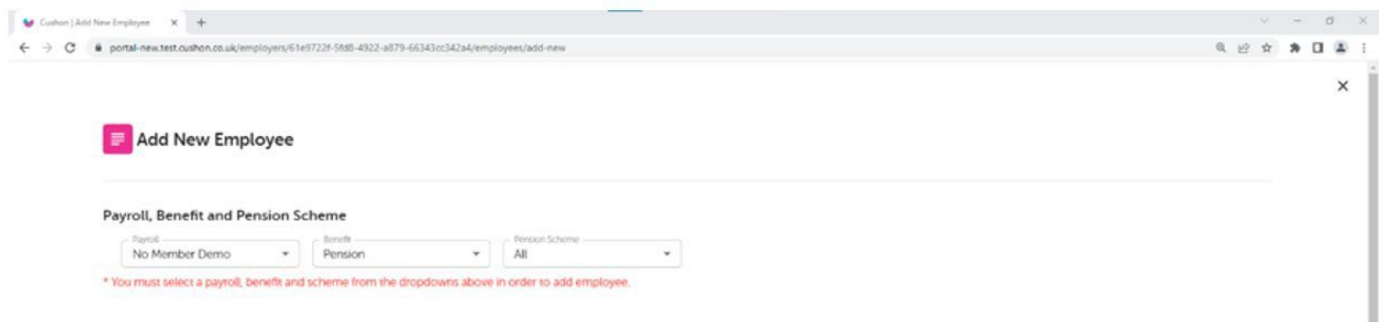 Cushon | Add New Employee
portal-new.test.cushon.co.uk/employers/61e9722f-5fd8-4922-a879-66343cc342a4/employees/add-new
Add New Employee
Payroll, Benefit and Pension Scheme
Payroll Benefit Pension Scheme
No Member Demo Pension All
* You must select a payroll, benefit and scheme from the dropdowns above in order to add employee.